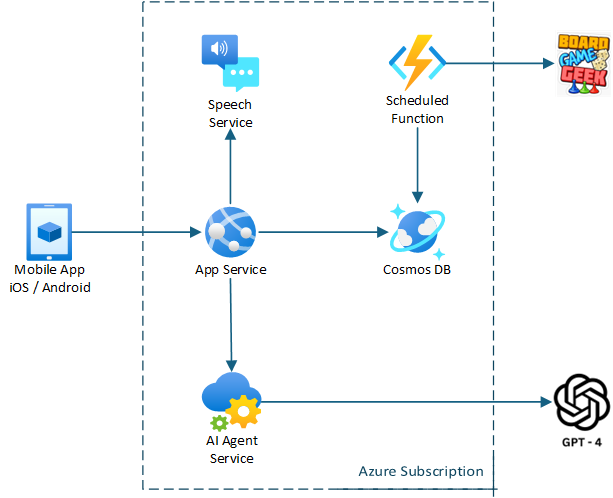 BOARD
GAME
GEEK
Speech
Service
Scheduled
Function
Mobile App
iOS / Android
App Service
Cosmos DB
AI Agent
Service
GPT - 4
Azure Subscription